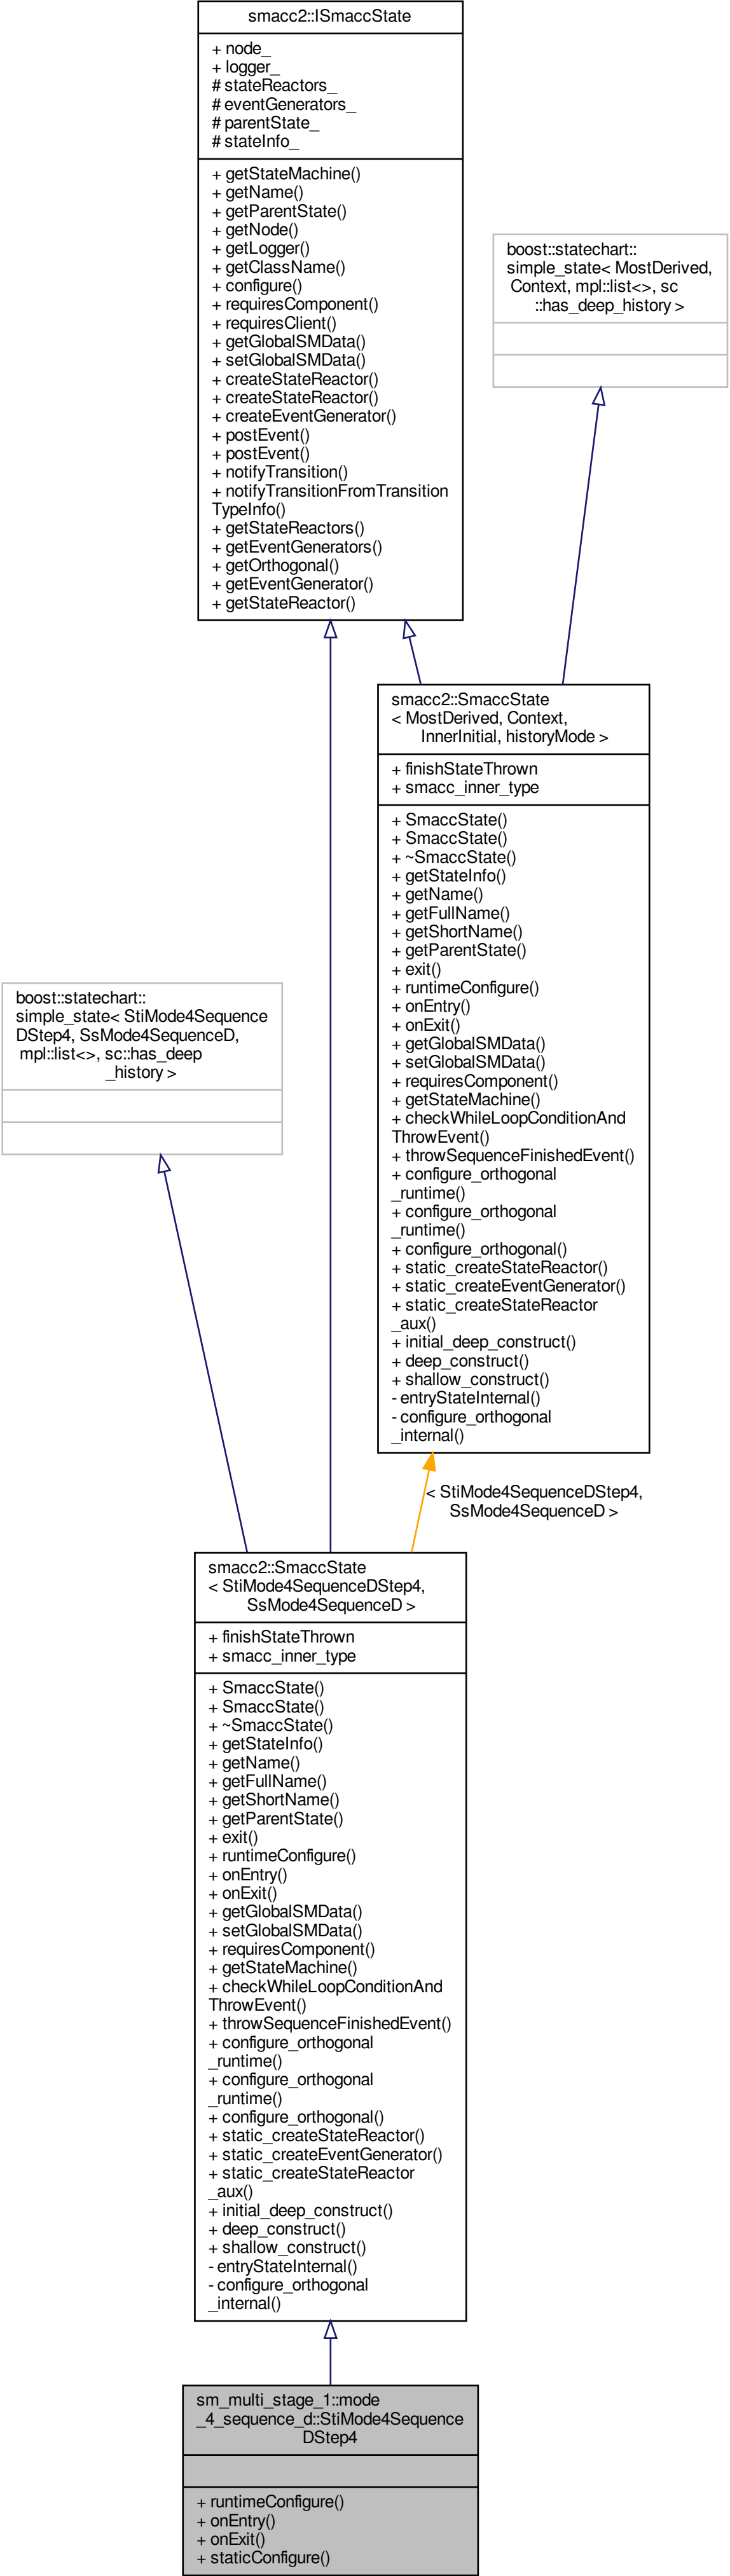 smacc2::ISmaccState
+ node_
+ logger_
# stateReactors_
# eventGenerators_
# parentState_
# stateInfo_
+ getStateMachine()
+ getName()
+ getParentState()
+ getNode()
+ getLogger()
+ getClassName()
+ configure()
+ requiresComponent()
+ requiresClient()
+ getGlobalSMData()
+ setGlobalSMData()
+ createStateReactor()
+ createStateReactor()
+ createEventGenerator()
+ postEvent()
+ postEvent()
+ notifyTransition()
+ notifyTransitionFromTransition
TypeInfo()
+ getStateReactors()
+ getEventGenerators()
+ getOrthogonal()
+ getEventGenerator()
+ getStateReactor()
boost::statechart::
simple_state< MostDerived,
Context, mpl::list<>, sc
::has_deep_history >
smacc2::SmaccState
< MostDerived, Context,
InnerInitial, historyMode >
+ finishStateThrown
+ smacc_inner_type
+ SmaccState()
+ SmaccState()
+ ~SmaccState()
+ getStateInfo()
+ getName()
+ getFullName()
+ getShortName()
+ getParentState()
+ exit()
+ runtimeConfigure()
+ onEntry()
+ onExit()
+ getGlobalSMData()
+ setGlobalSMData()
+ requiresComponent()
+ getStateMachine()
+ checkWhileLoopConditionAnd
ThrowEvent()
+ throwSequenceFinishedEvent()
+ configure_orthogonal
_runtime()
+ configure_orthogonal
_runtime()
+ configure_orthogonal()
+ static_createStateReactor()
+ static_createEventGenerator()
+ static_createStateReactor
_aux()
+ initial_deep_construct()
+ deep_construct()
+ shallow_construct()
- entryStateInternal()
- configure_orthogonal
_internal()
boost::statechart::
simple_state< StiMode4Sequence
DStep4, SsMode4SequenceD,
mpl::list<>, sc::has_deep
_history >
< StiMode4SequenceDStep4,
SsMode4SequenceD >
smacc2::SmaccState
< StiMode4SequenceDStep4,
SsMode4SequenceD >
+ finishStateThrown
+ smacc_inner_type
+ SmaccState()
+ SmaccState()
+ ~SmaccState()
+ getStateInfo()
+ getName()
+ getFullName()
+ getShortName()
+ getParentState()
+ exit()
+ runtimeConfigure()
+ onEntry()
+ onExit()
+ getGlobalSMData()
+ setGlobalSMData()
+ requiresComponent()
+ getStateMachine()
+ checkWhileLoopConditionAnd
ThrowEvent()
+ throwSequenceFinishedEvent()
+ configure_orthogonal
_runtime()
+ configure_orthogonal
_runtime()
+ configure_orthogonal()
+ static_createStateReactor()
+ static_createEventGenerator()
+ static_createStateReactor
_aux()
+ initial_deep_construct()
+ deep_construct()
+ shallow_construct()
- entryStateInternal()
- configure_orthogonal
_internal()
sm_multi_stage_1::mode
_4_sequence_d::StiMode4Sequence
DStep4
+ runtimeConfigure()
+ onEntry()
+ onExit()
+ staticConfigure()